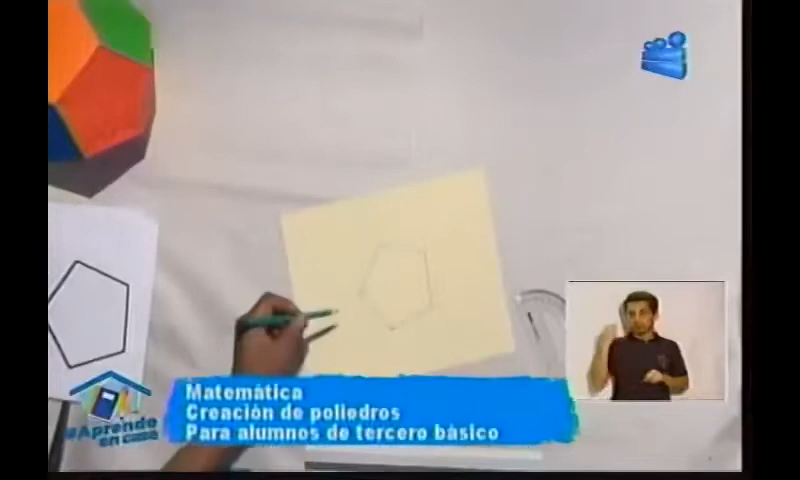 Matemática
Creación de poliedros
Para alumnos de tercero básico
#Aprendo
en casa